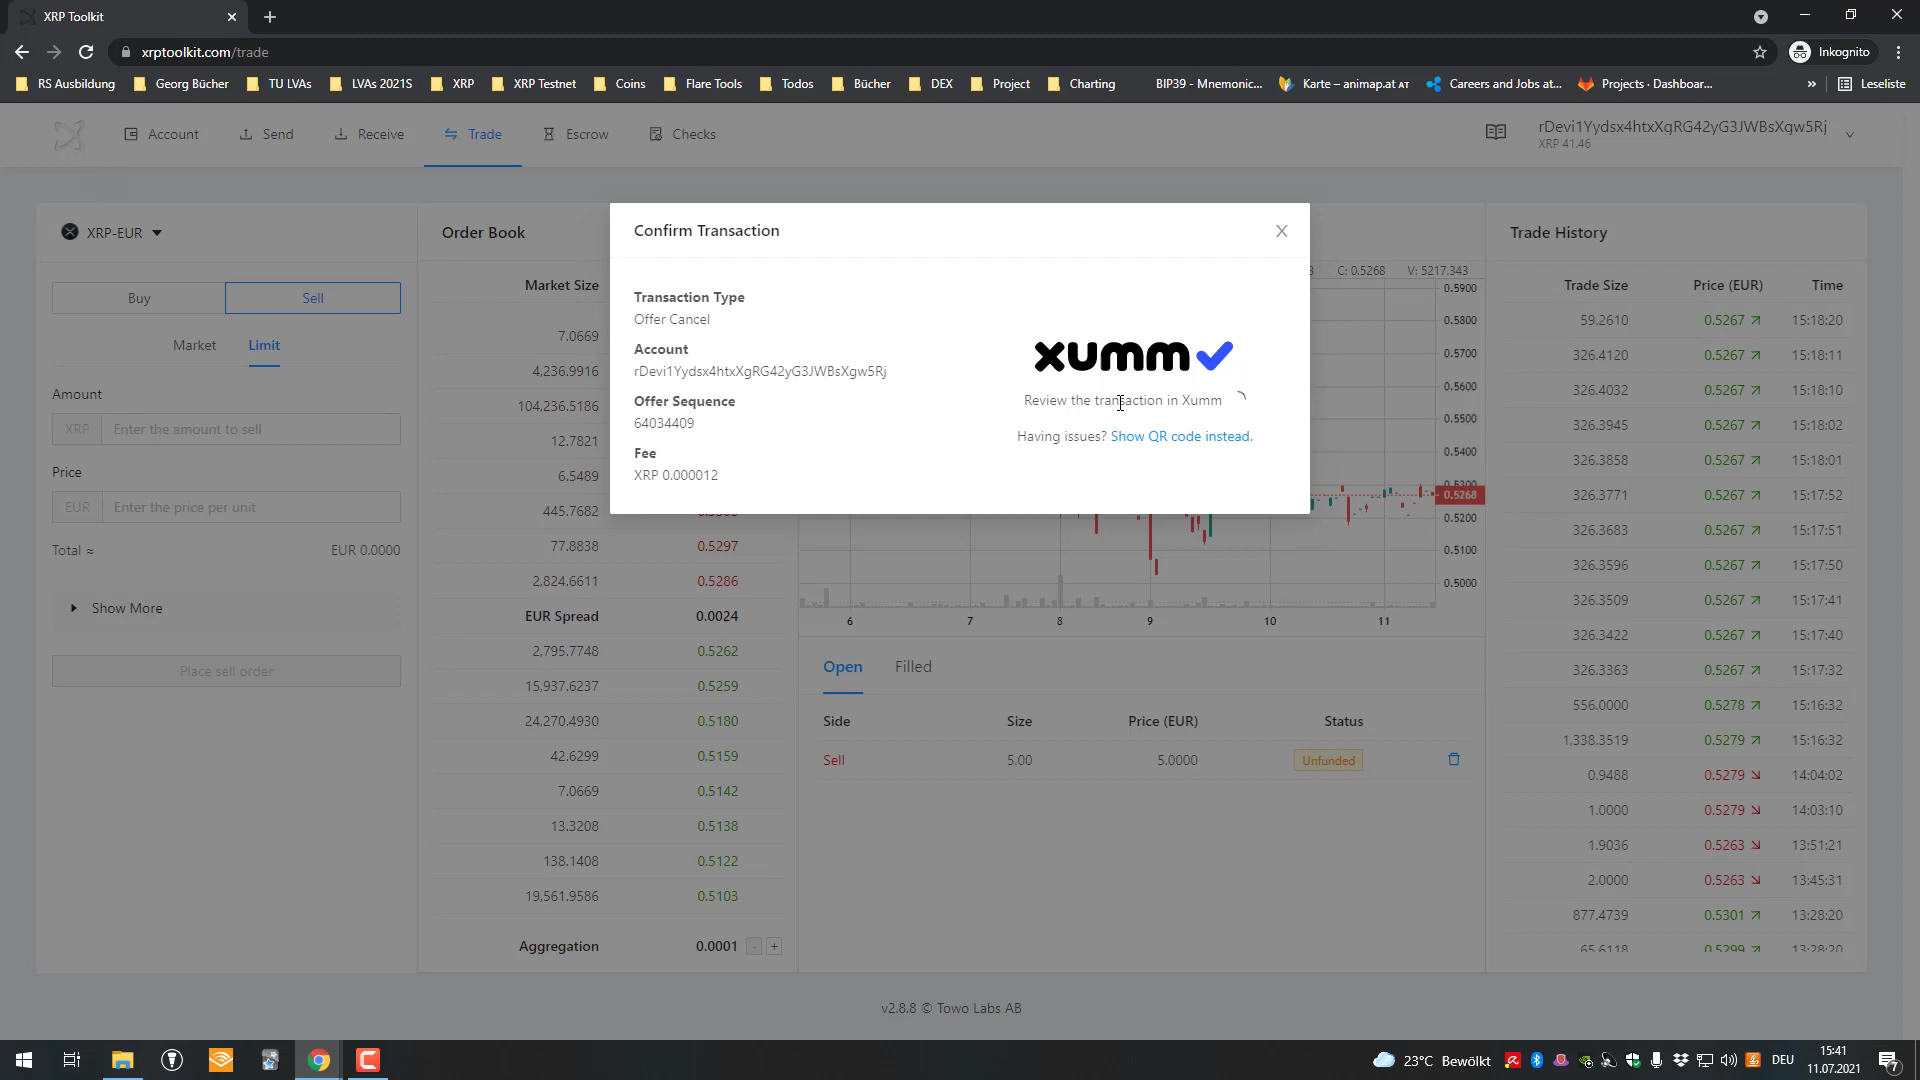 XRP Toolkit
xrptoolkit.com/trade
Inkognito
RS Ausbildung
Georg Bücher
TU LVAs
LVAs 2021S
XRP
XRP Testnet
Coins
Flare Tools
Todos
Bücher
DEX
Project
Charting
BIP39 - Mnemonic...
Karte – animap.at AT
Careers and Jobs at...
Projects · Dashboar...
»
Leseliste
Account
Send
Receive
Trade
Escrow
Checks
rDevi1Yydsx4htxXgRG42yG3JWBsXgw5Rj
XRP 41.46
XRP-EUR
Buy
Sell
Market
Limit
Amount
XRP
Enter the amount to sell
Price
EUR
Enter the price per unit
Total ≈
EUR 0.0000
Show More
Place sell order
Order Book
Market Size
7.0669
4,236.9916
104,236.5186
12.7821
6.5489
445.7682
77.8838 0.5297
2,824.6611 0.5286
EUR Spread 0.0024
2,795.7748 0.5262
15,937.6237 0.5259
24,270.4930 0.5180
42.6299 0.5159
7.0669 0.5142
13.3208 0.5138
138.1408 0.5122
19,561.9586 0.5103
Aggregation 0.0001 - +
Confirm Transaction
Transaction Type
Offer Cancel
Account
rDevi1Yydsx4htxXgRG42yG3JWBsXgw5Rj
Offer Sequence
64034409
Fee
XRP 0.000012
xumm
Review the transaction in Xumm
Having issues? Show QR code instead.
C: 0.5268 V: 5217.343
0.5900
0.5800
0.5700
0.5600
0.5500
0.5400
0.5300
0.5268
0.5200
0.5100
0.5000
6 7 8 9 10 11
Open
Filled
Side Size Price (EUR) Status
Sell 5.00 5.0000 Unfunded
Trade History
Trade Size Price (EUR) Time
59.2610 0.5267 ↗ 15:18:20
326.4120 0.5267 ↗ 15:18:11
326.4032 0.5267 ↗ 15:18:10
326.3945 0.5267 ↗ 15:18:02
326.3858 0.5267 ↗ 15:18:01
326.3771 0.5267 ↗ 15:17:52
326.3683 0.5267 ↗ 15:17:51
326.3596 0.5267 ↗ 15:17:50
326.3509 0.5267 ↗ 15:17:41
326.3422 0.5267 ↗ 15:17:40
326.3363 0.5267 ↗ 15:17:32
556.0000 0.5278 ↗ 15:16:32
1,338.3519 0.5279 ↗ 15:16:32
0.9488 0.5279 ↘ 14:04:02
1.0000 0.5279 ↘ 14:03:10
1.9036 0.5263 ↘ 13:51:21
2.0000 0.5263 ↘ 13:45:31
877.4739 0.5301 ↗ 13:28:20
65.6118 0.5299 ↗ 13:28:20
v2.8.8 © Towo Labs AB
23°C Bewölkt
DEU
15:41
11.07.2021
7